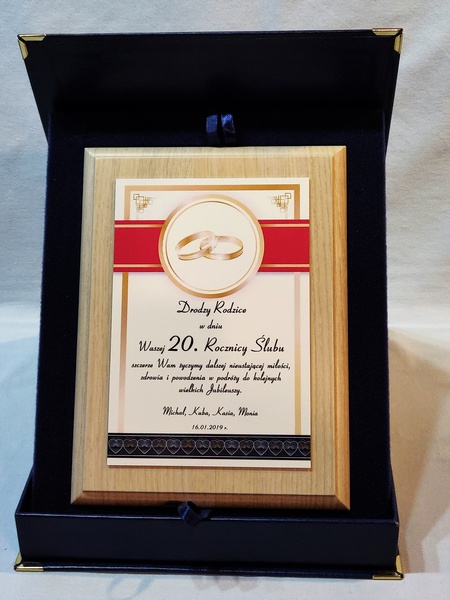 Drodzy Rodzice
w dniu
Waszej 20. Rocznicy Ślubu
szczerze Wam życzymy dalszej nieustającej miłości,
zdrowia i powodzenia w podróży do kolejnych
wielkich Jubileuszy.
Michał, Kuba, Kasia, Monia
16.01.2019 r.